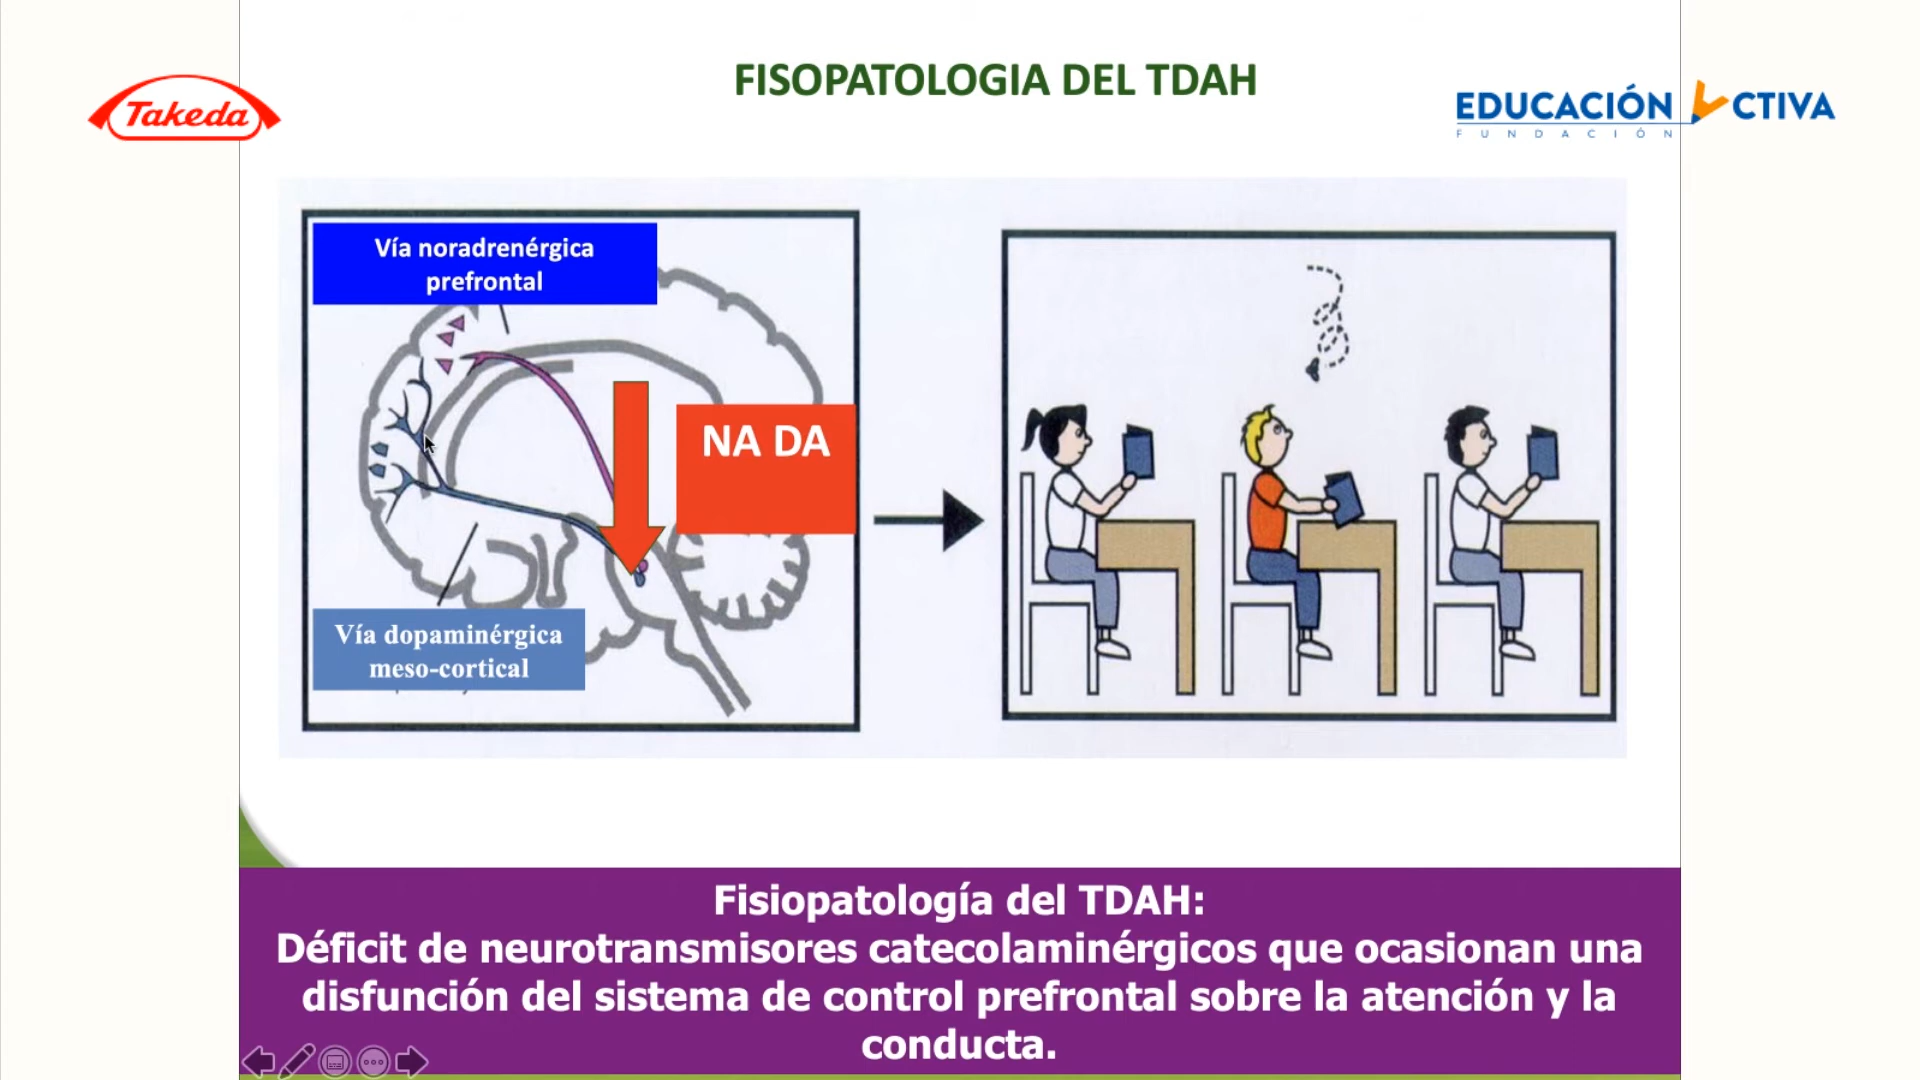 FISOPATOLOGIA DEL TDAH
Takeda
EDUCACIÓN CTIVA
FUNDACIÓN
Vía noradrenérgica
prefrontal
NA DA
Vía dopaminérgica
meso-cortical
Fisiopatología del TDAH:
Déficit de neurotransmisores catecolaminérgicos que ocasionan una
disfunción del sistema de control prefrontal sobre la atención y la
conducta.